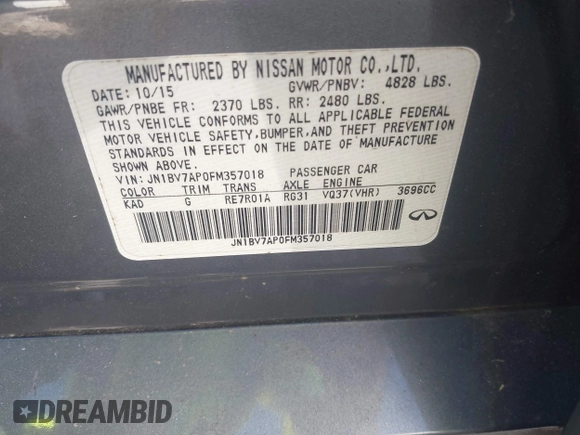 MANUFACTURED BY NISSAN MOTOR CO.,LTD.
DATE: 10/15 GVWR/PNBV: 4828 LBS.
GAWR/PNBE FR: 2370 LBS. RR: 2480 LBS.
THIS VEHICLE CONFORMS TO ALL APPLICABLE FEDERAL
MOTOR VEHICLE SAFETY,BUMPER,AND THEFT PREVENTION
STANDARDS IN EFFECT ON THE DATE OF MANUFACTURE
SHOWN ABOVE.
VIN: JN1BV7AP0FM357018 PASSENGER CAR
COLOR TRIM TRANS AXLE ENGINE
KAD G RE7R01A RG31 VQ37(VHR) 3696CC
JN1BV7AP0FM357018
DREAMBID